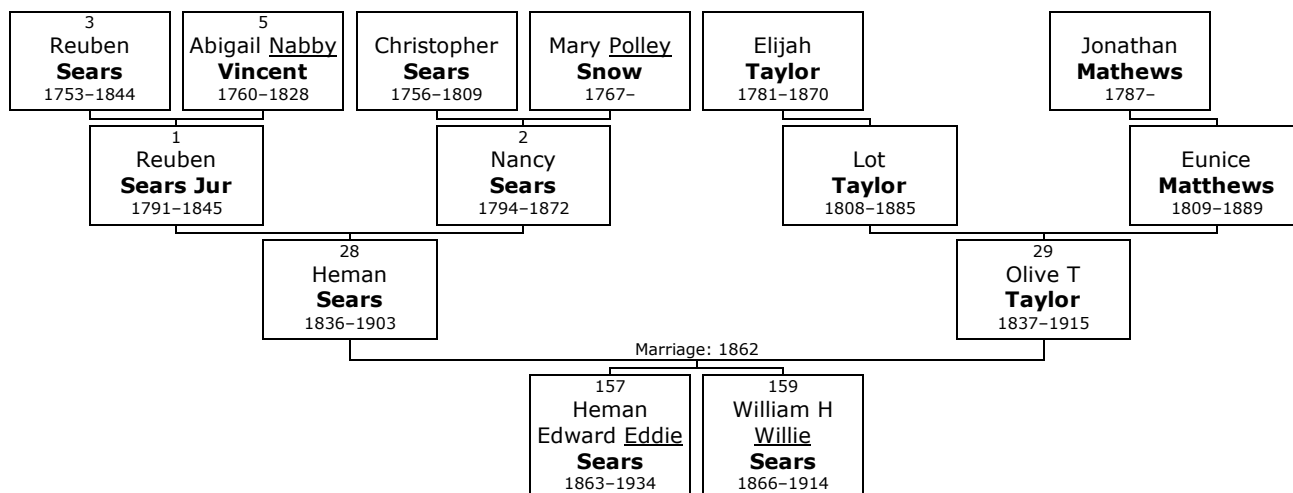 3
Reuben
Sears
1753–1844
5
Abigail Nabby
Vincent
1760–1828
Christopher
Sears
1756–1809
Mary Polley
Snow
1767–
Elijah
Taylor
1781–1870
Jonathan
Mathews
1787–
1
Reuben
Sears Jur
1791–1845
2
Nancy
Sears
1794–1872
Lot
Taylor
1808–1885
Eunice
Matthews
1809–1889
28
Heman
Sears
1836–1903
29
Olive T
Taylor
1837–1915
Marriage: 1862
157
Heman
Edward Eddie
Sears
1863–1934
159
William H
Willie
Sears
1866–1914